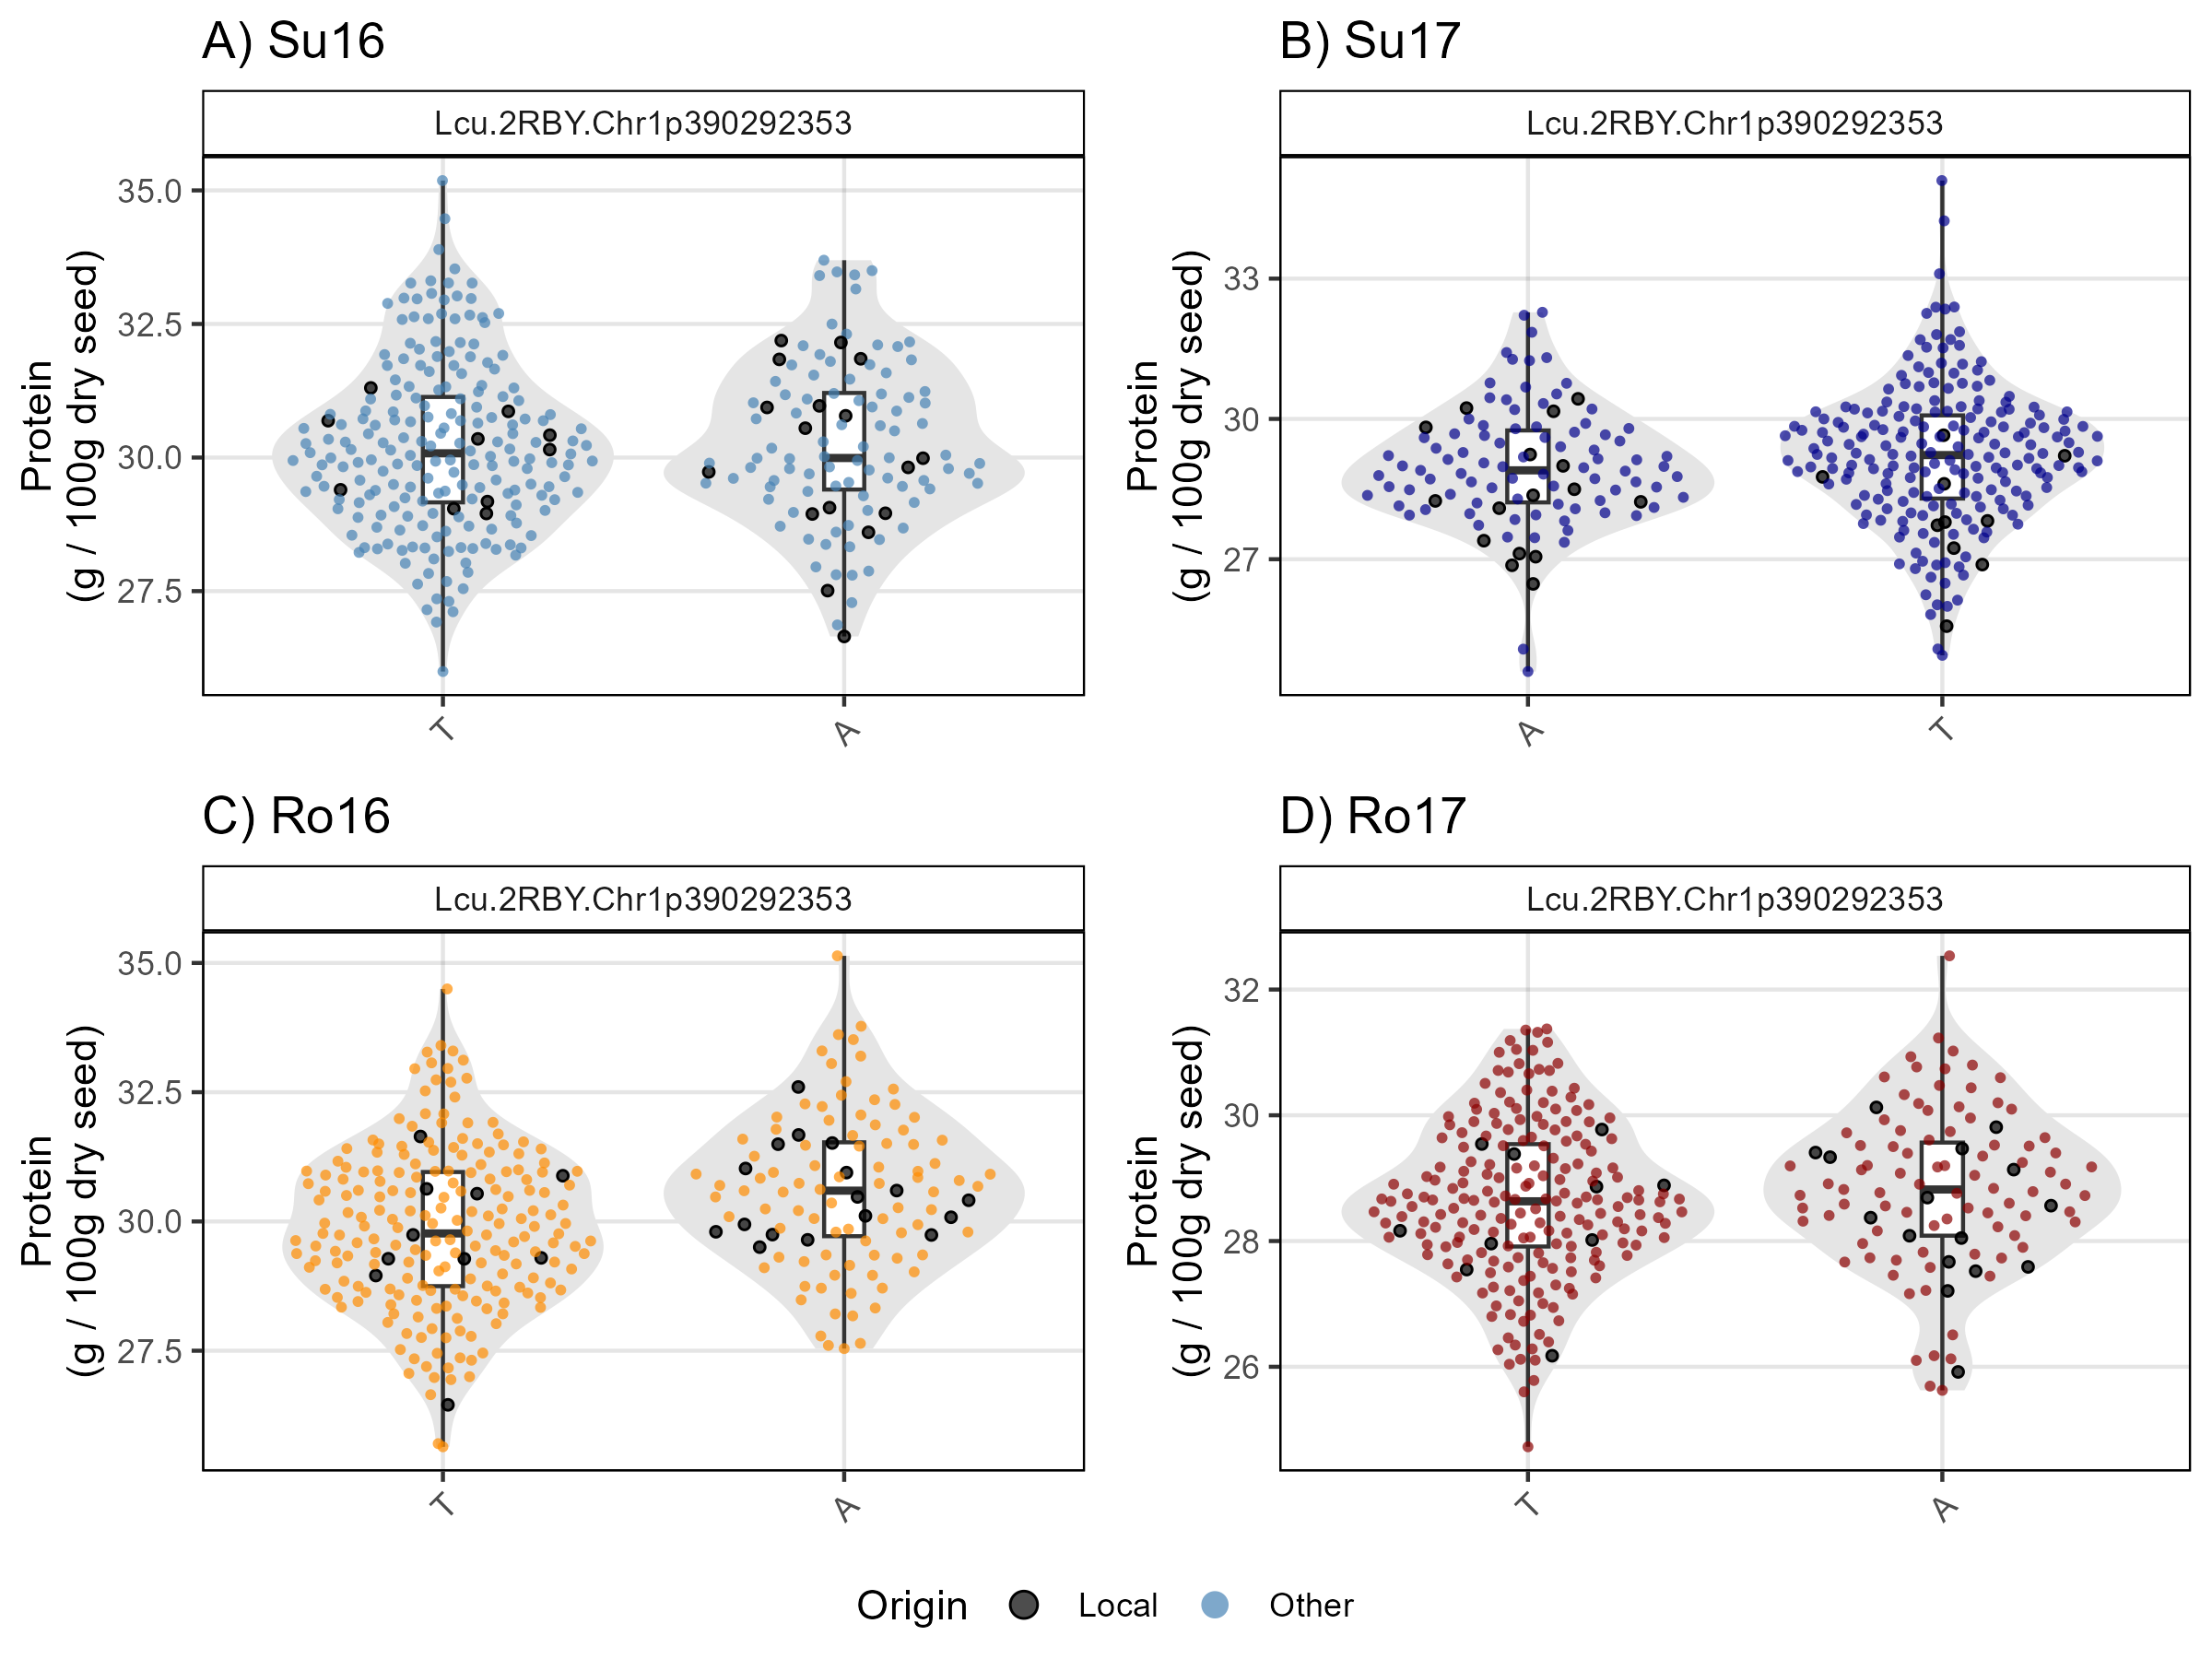 A) Su16
Lcu.2RBY.Chr1p390292353
Protein
(g / 100g dry seed)
35.0
32.5
30.0
27.5
T
A
B) Su17
Lcu.2RBY.Chr1p390292353
Protein
(g / 100g dry seed)
33
30
27
A
T
C) Ro16
Lcu.2RBY.Chr1p390292353
Protein
(g / 100g dry seed)
35.0
32.5
30.0
27.5
T
A
D) Ro17
Lcu.2RBY.Chr1p390292353
Protein
(g / 100g dry seed)
32
30
28
26
T
A
Origin Local Other